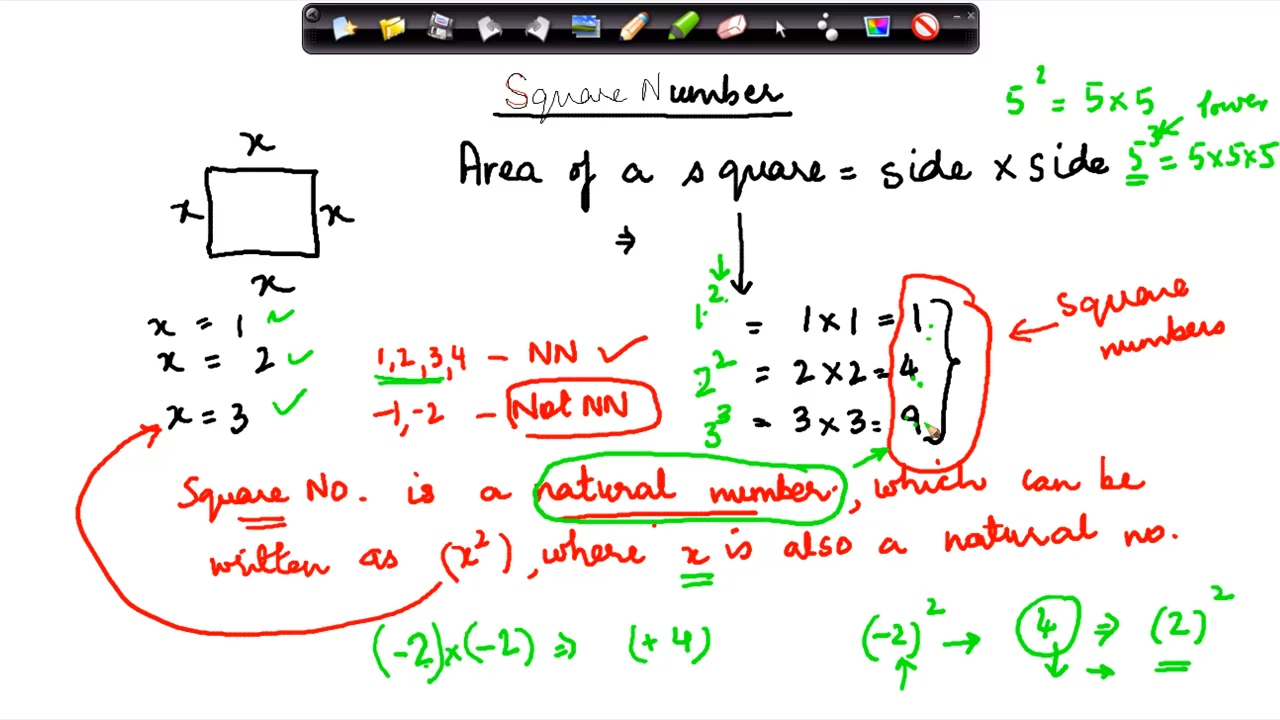 Square Number
5² = 5×5
lower
x
Area of a square = side × side
5³ = 5×5×5
x
x
⇒
x
x = 1
1² = 1×1 = 1
Square numbers
x = 2
1,2,3,4 – NN
2² = 2×2 = 4
x = 3
-1,-2 – Not NN
3³ = 3×3 = 9
Square No. is a natural number, which can be
written as (x²), where x is also a natural no.
(-2)×(-2) ⇒ (+4)
(-2)² → 4 ⇒ (2)²